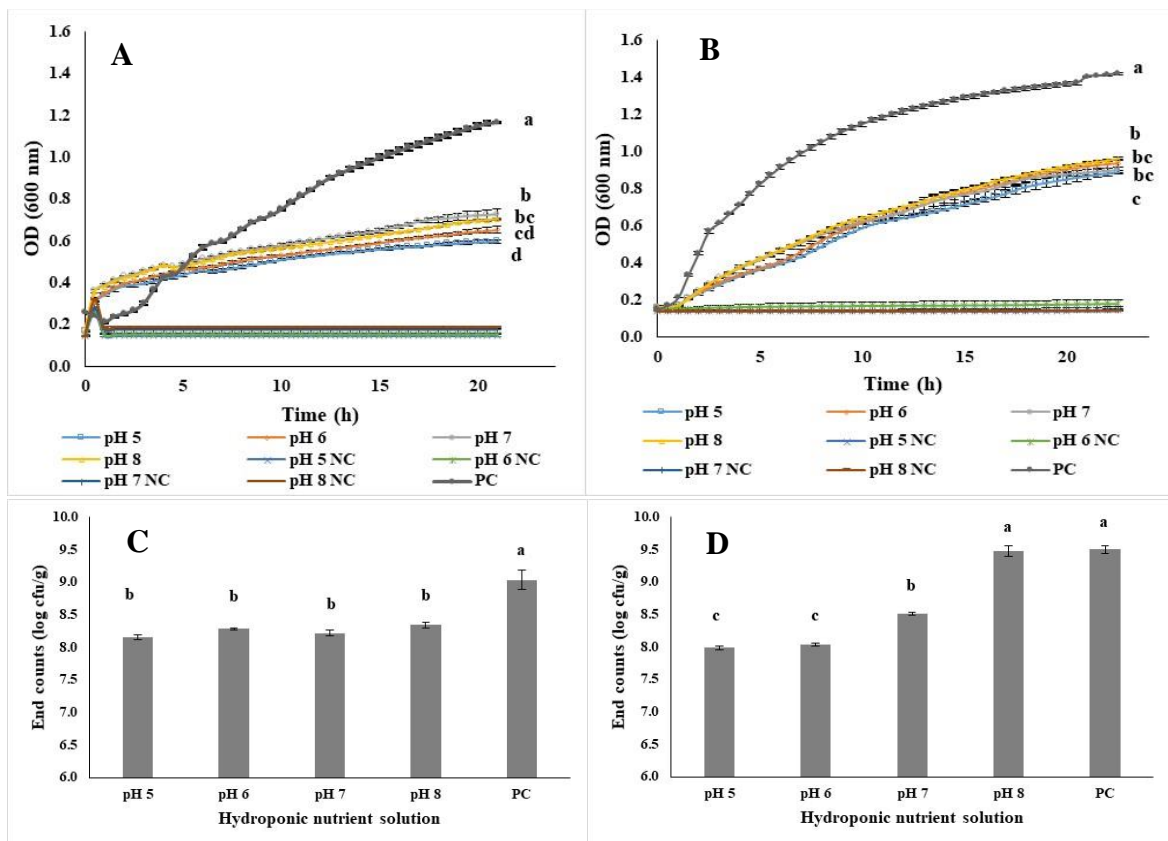 A
OD (600 nm)
1.6
1.4
1.2
1.0
0.8
0.6
0.4
0.2
0.0
a
b
bc
cd
d
0 5 10 15 20
Time (h)
pH 5 pH 6 pH 7
pH 8 pH 5 NC pH 6 NC
pH 7 NC pH 8 NC PC
B
OD (600 nm)
1.6
1.4
1.2
1.0
0.8
0.6
0.4
0.2
0.0
a
b
bc
bc
c
0 5 10 15 20
Time (h)
pH 5 pH 6 pH 7
pH 8 pH 5 NC pH 6 NC
pH 7 NC pH 8 NC PC
C
End counts (log cfu/g)
10.0
9.5
9.0
8.5
8.0
7.5
7.0
6.5
6.0
b b b b a
pH 5 pH 6 pH 7 pH 8 PC
Hydroponic nutrient solution
D
End counts (log cfu/g)
10.0
9.5
9.0
8.5
8.0
7.5
7.0
6.5
6.0
c c b a a
pH 5 pH 6 pH 7 pH 8 PC
Hydroponic nutrient solution